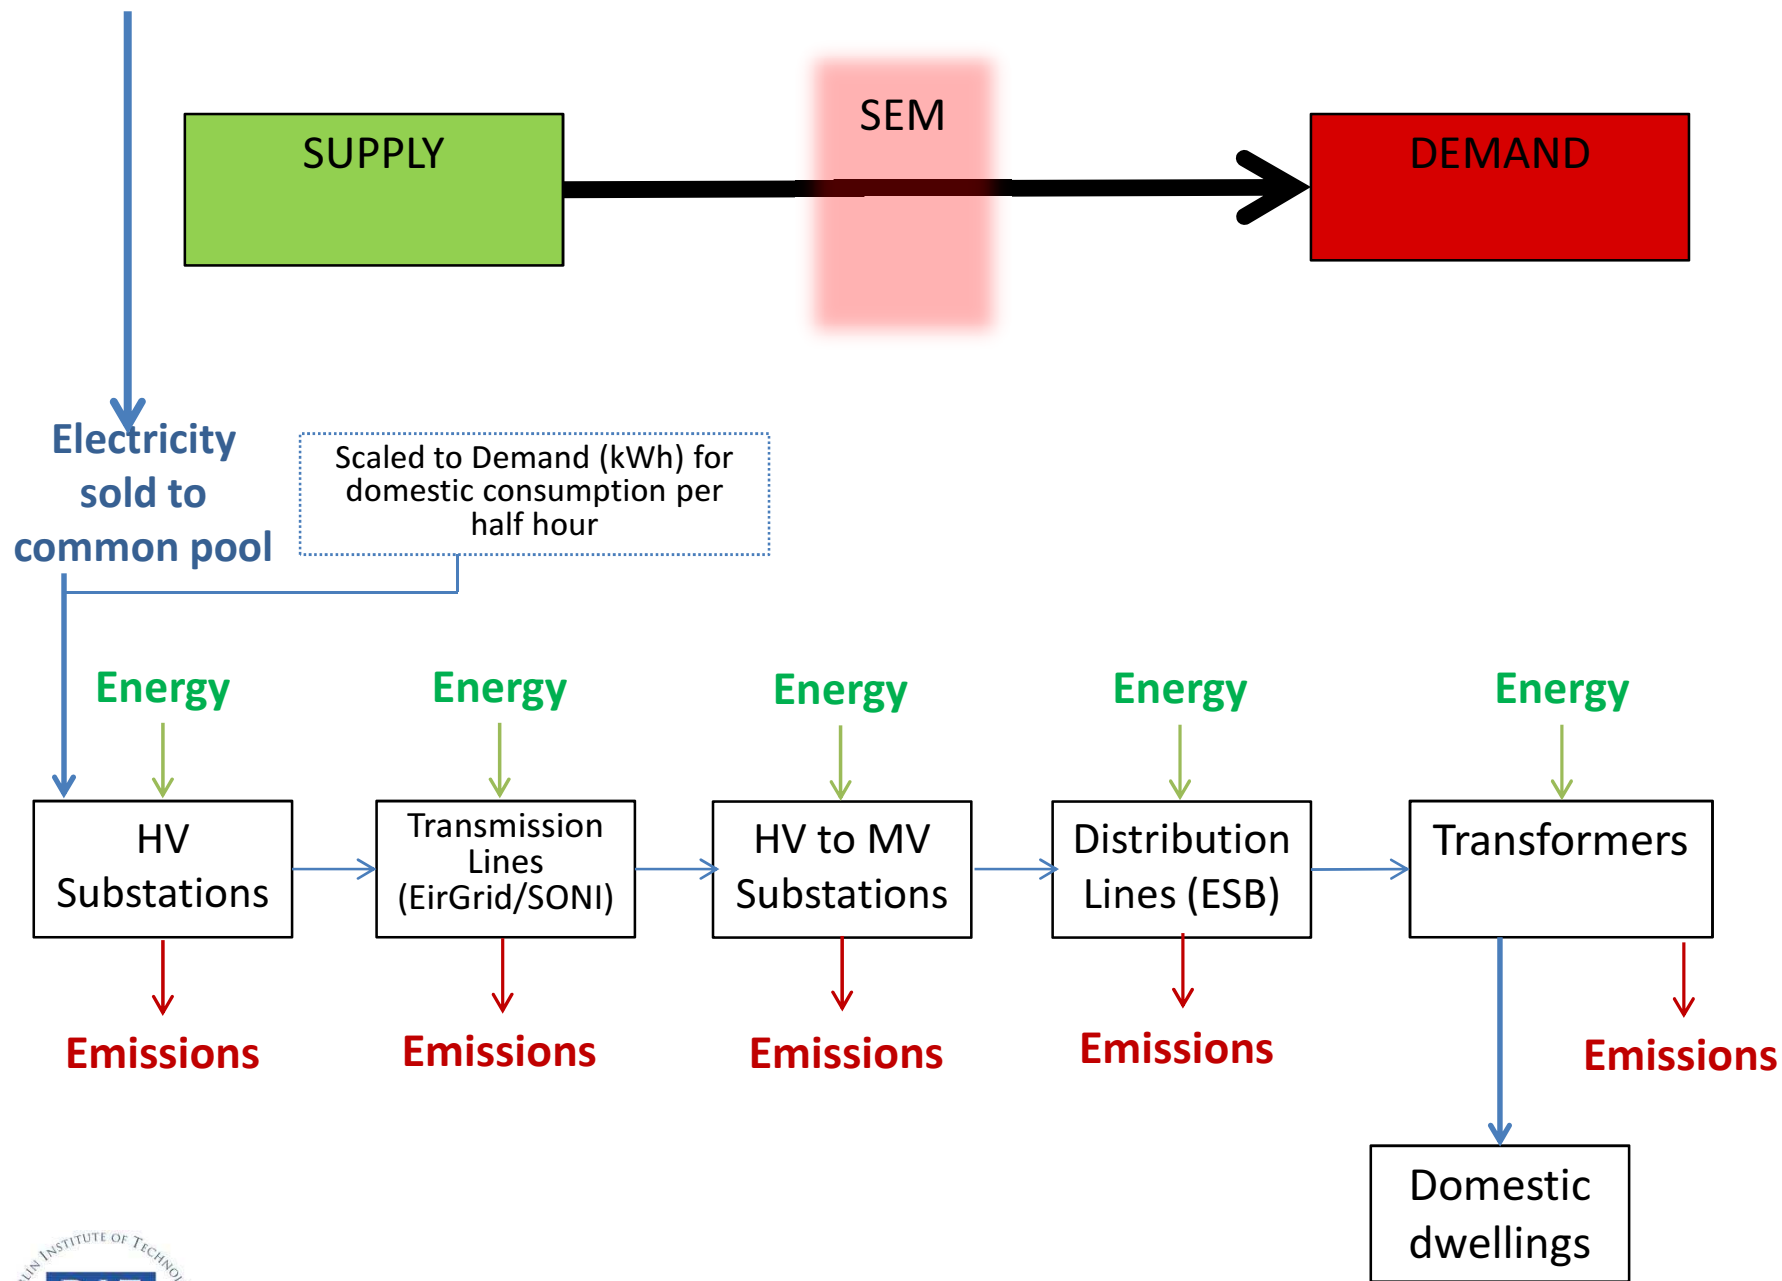 SUPPLY
SEM
DEMAND
Electricity
sold to
common pool
Scaled to Demand (kWh) for
domestic consumption per
half hour
Energy
Energy
Energy
Energy
Energy
HV
Substations
Transmission
Lines
(EirGrid/SONI)
HV to MV
Substations
Distribution
Lines (ESB)
Transformers
Emissions
Emissions
Emissions
Emissions
Emissions
Domestic
dwellings
INSTITUTE OF